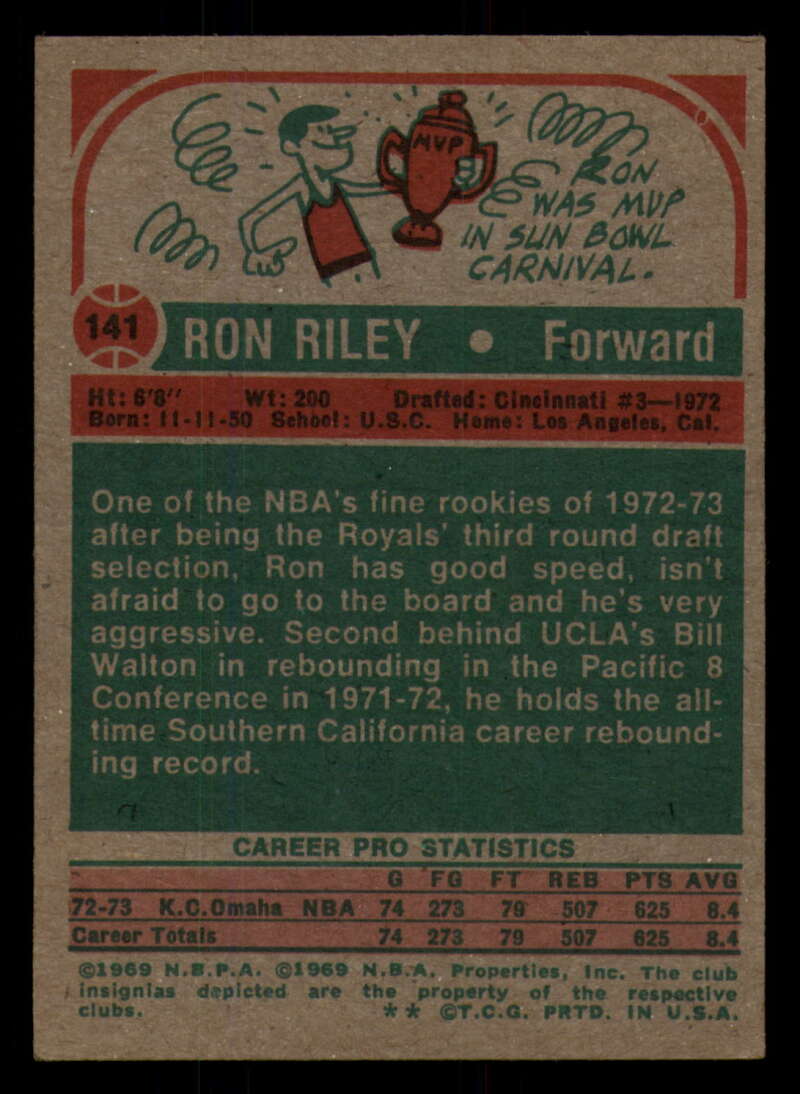 MVP
RON
WAS MVP
IN SUN BOWL
CARNIVAL.
141 RON RILEY • Forward
Ht: 6'8" Wt: 200 Drafted: Cincinnati #3—1972
Born: 11-11-50 School: U.S.C. Home: Los Angeles, Cal.
One of the NBA's fine rookies of 1972-73
after being the Royals' third round draft
selection, Ron has good speed, isn't
afraid to go to the board and he's very
aggressive. Second behind UCLA's Bill
Walton in rebounding in the Pacific 8
Conference in 1971-72, he holds the all-
time Southern California career rebound-
ing record.
CAREER PRO STATISTICS
G FG FT REB PTS AVG
72-73 K.C.Omaha NBA 74 273 79 507 625 8.4
Career Totals 74 273 79 507 625 8.4
©1969 N.B.P.A. ©1969 N.B.A. Properties, Inc. The club
insignias depicted are the property of the respective
clubs. ** ©T.C.G. PRTD. IN U.S.A.